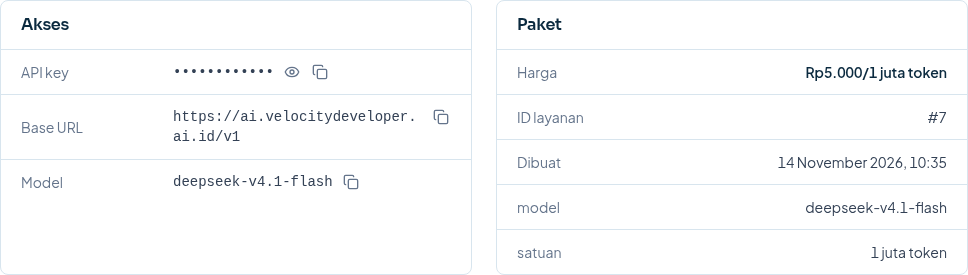 Akses
API key ••••••••••••
Base URL https://ai.velocitydeveloper.
ai.id/v1
Model deepseek-v4.1-flash
Paket
Harga Rp5.000/1 juta token
ID layanan #7
Dibuat 14 November 2026, 10:35
model deepseek-v4.1-flash
satuan 1 juta token